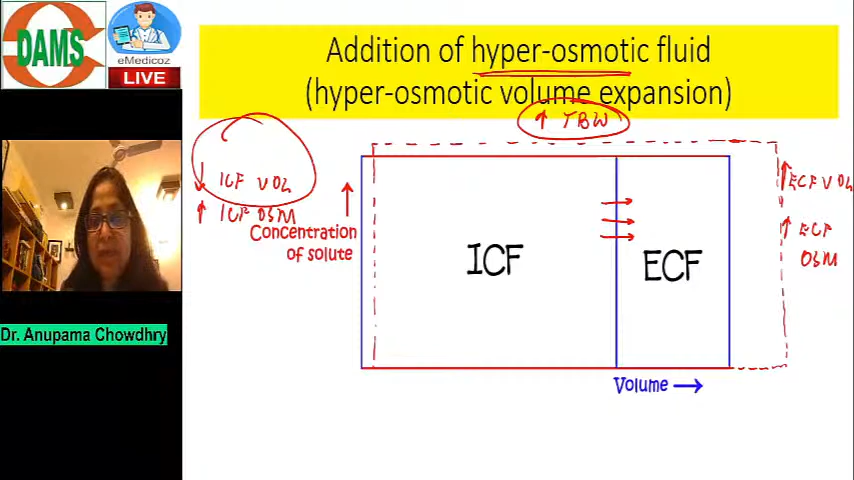 DAMS
eMedicoz
LIVE
Addition of hyper-osmotic fluid
(hyper-osmotic volume expansion)
↑ TBW
↓ ICF VOL
↑ ICF OSM
Concentration
of solute
ICF
ECF
↑ ECF VOL
↑ ECF
OSM
Volume →
Dr. Anupama Chowdhry